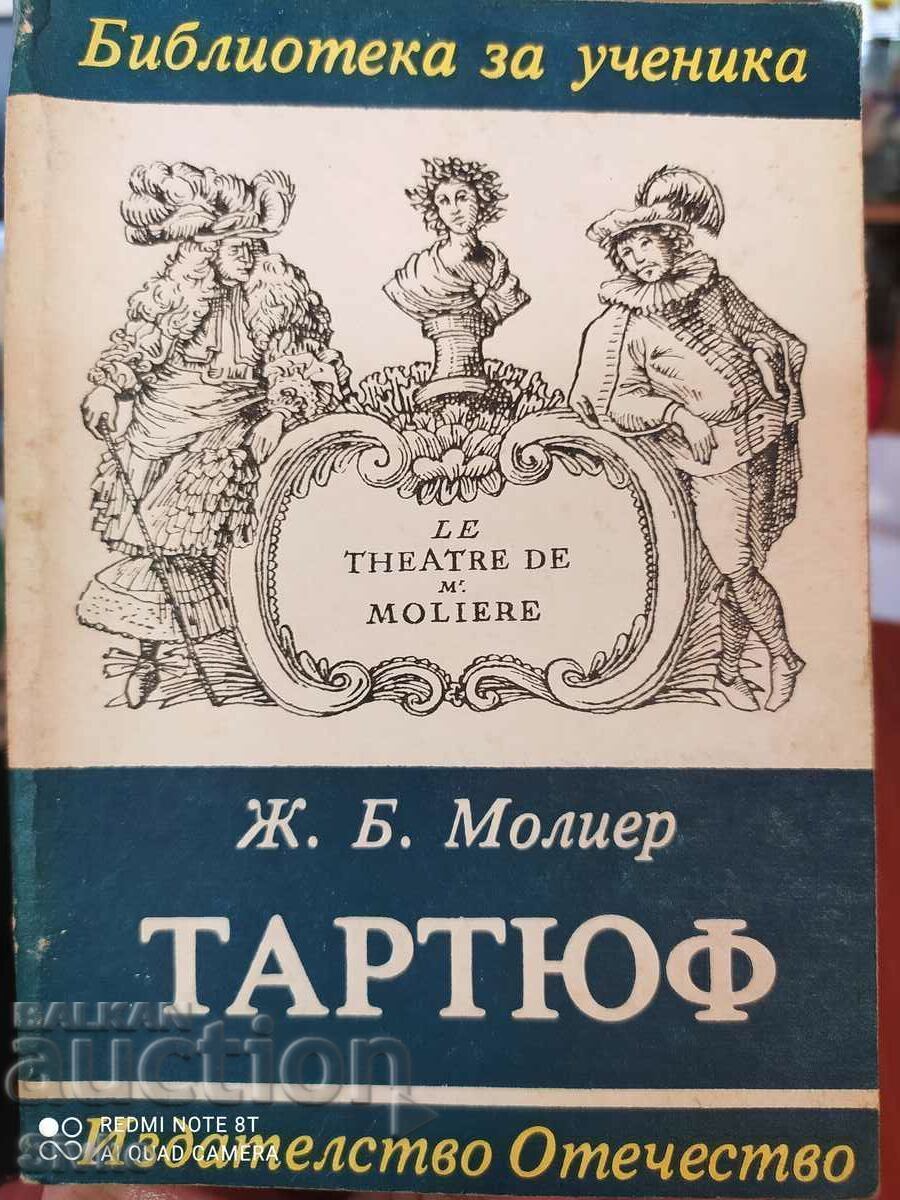 Библиотека за ученика
LE
THEATRE DE
Mr.
MOLIERE
Ж. Б. Молиер
ТАРТЮФ
BALKAN
auction
REDMI NOTE 8T
AI QUAD CAMERA
Издателство Отечество